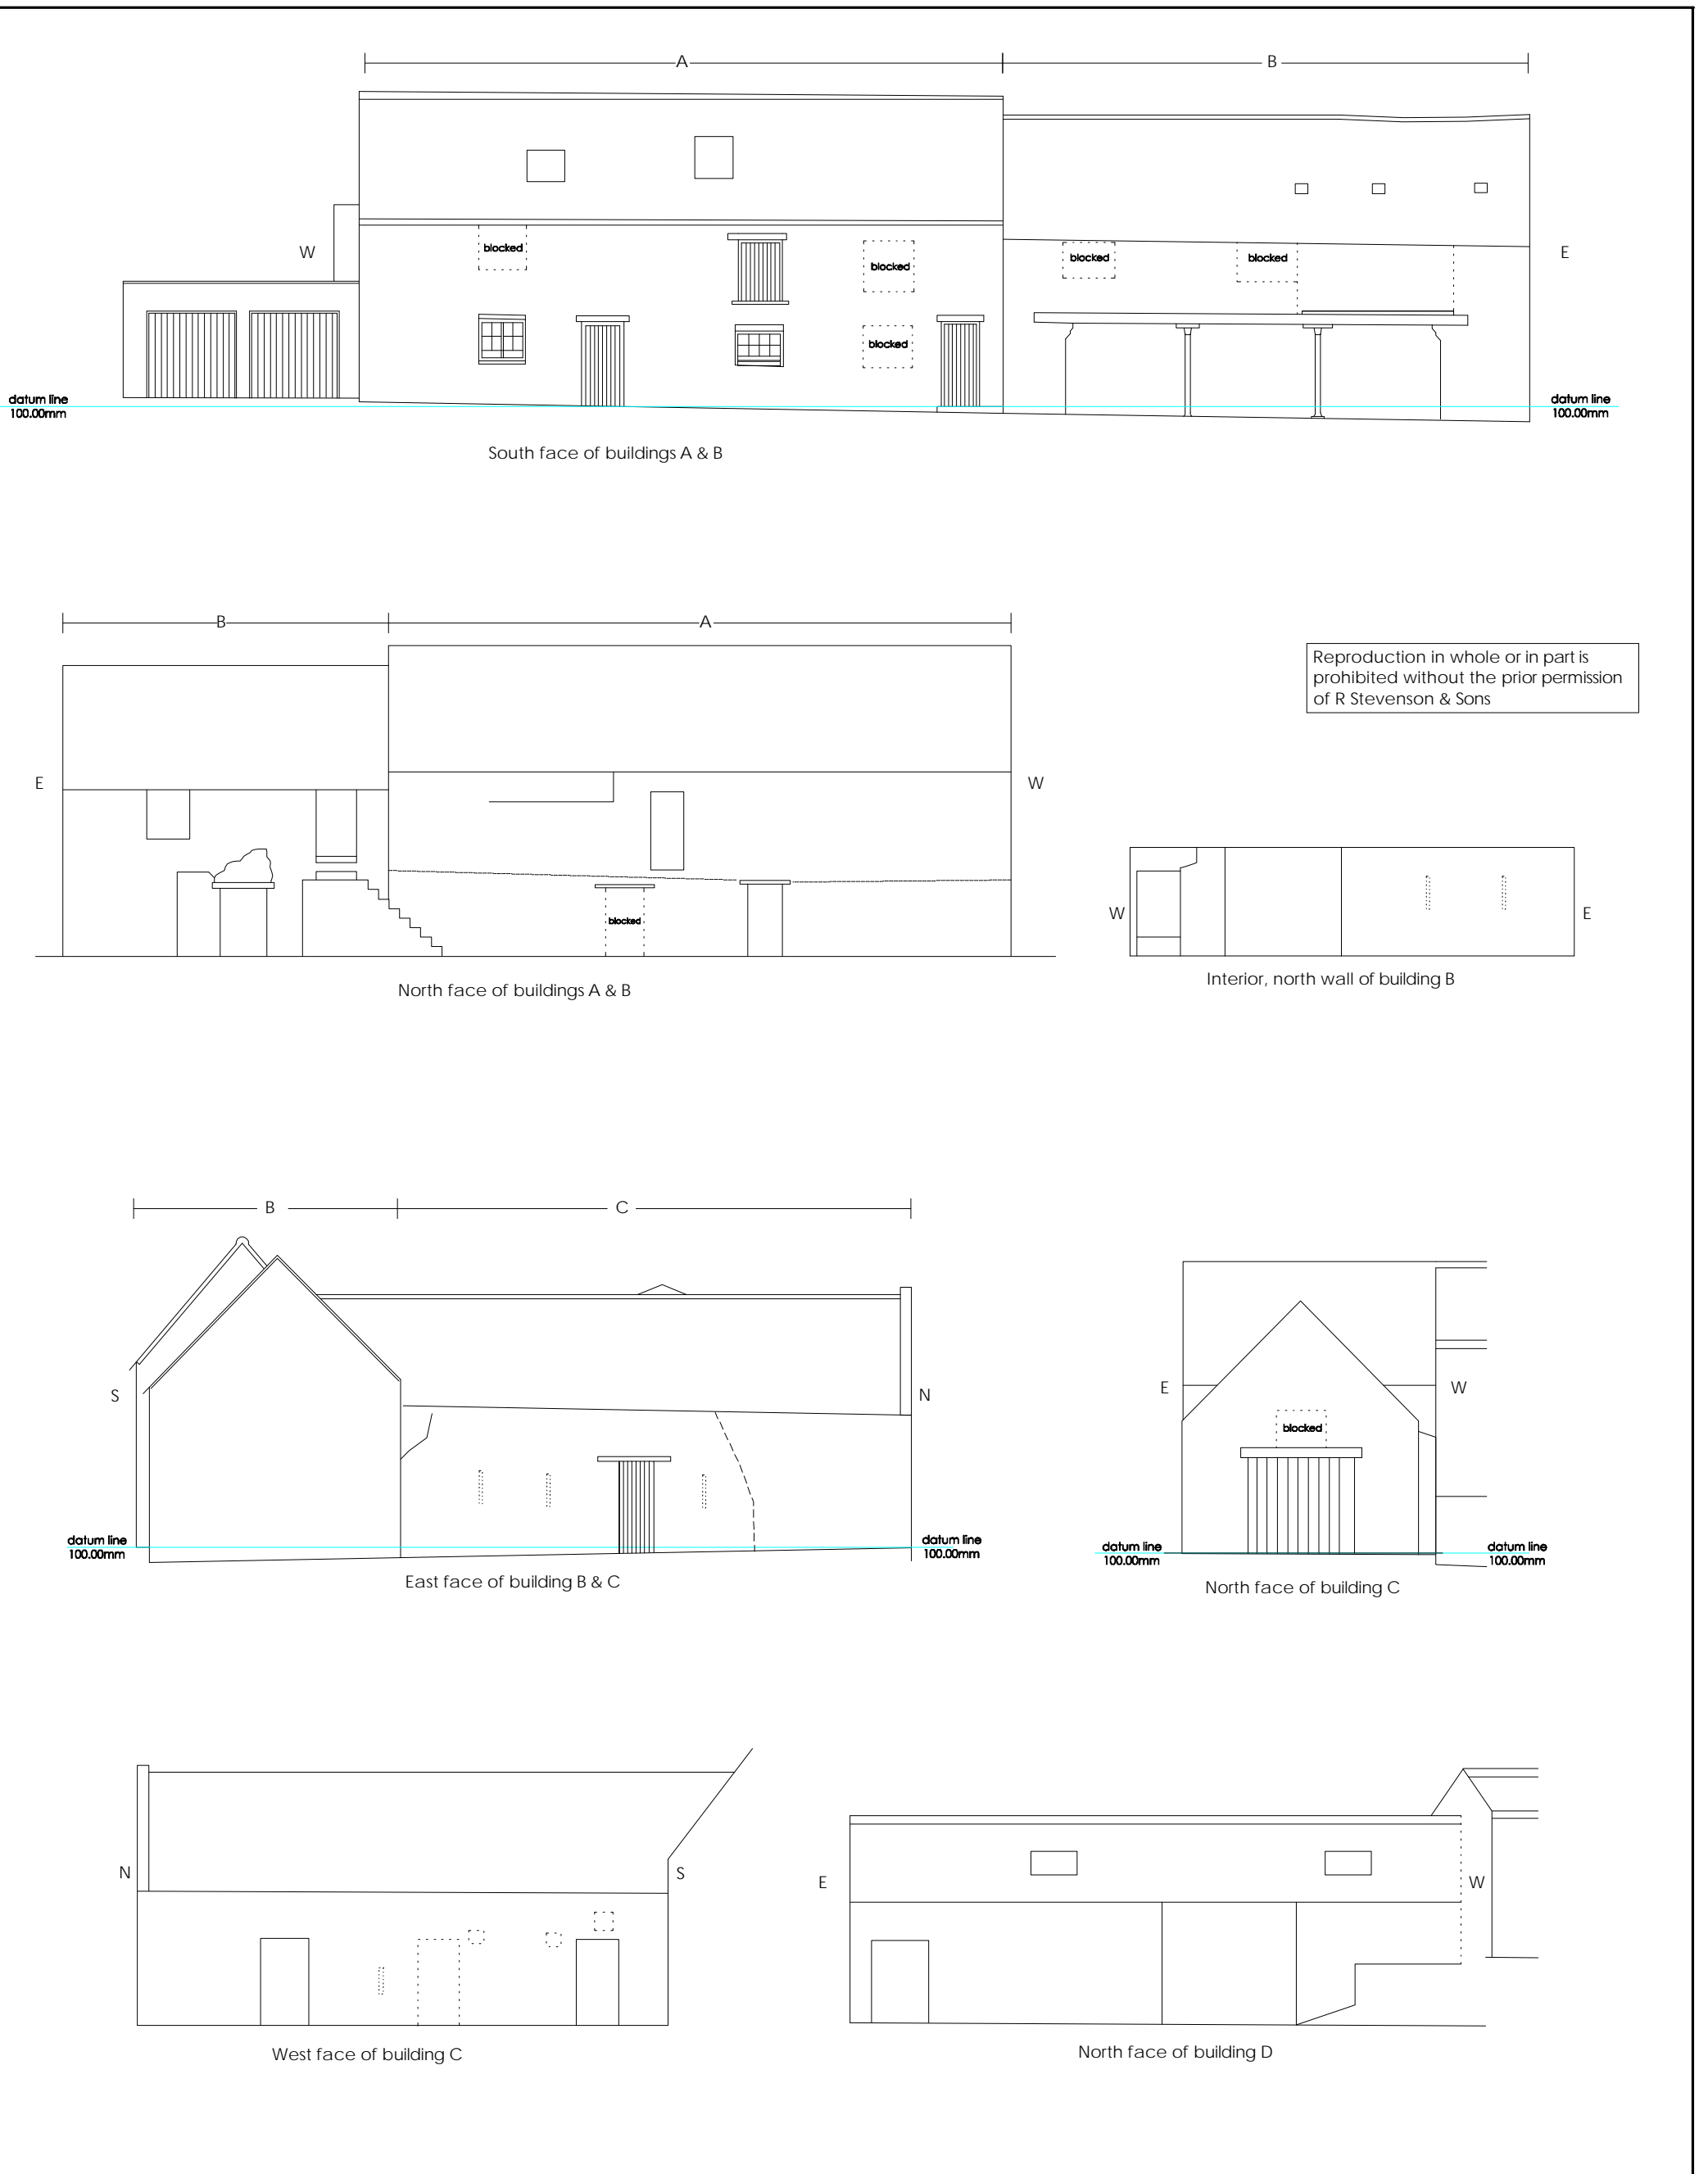 A
B
W
E
blocked
blocked
blocked
blocked
blocked
datum line
100.00mm
datum line
100.00mm
South face of buildings A & B
B
A
E
W
blocked
North face of buildings A & B
Reproduction in whole or in part is
prohibited without the prior permission
of R Stevenson & Sons
W
E
Interior, north wall of building B
B
C
S
N
datum line
100.00mm
datum line
100.00mm
East face of building B & C
E
W
blocked
datum line
100.00mm
datum line
100.00mm
North face of building C
N
S
West face of building C
E
W
North face of building D